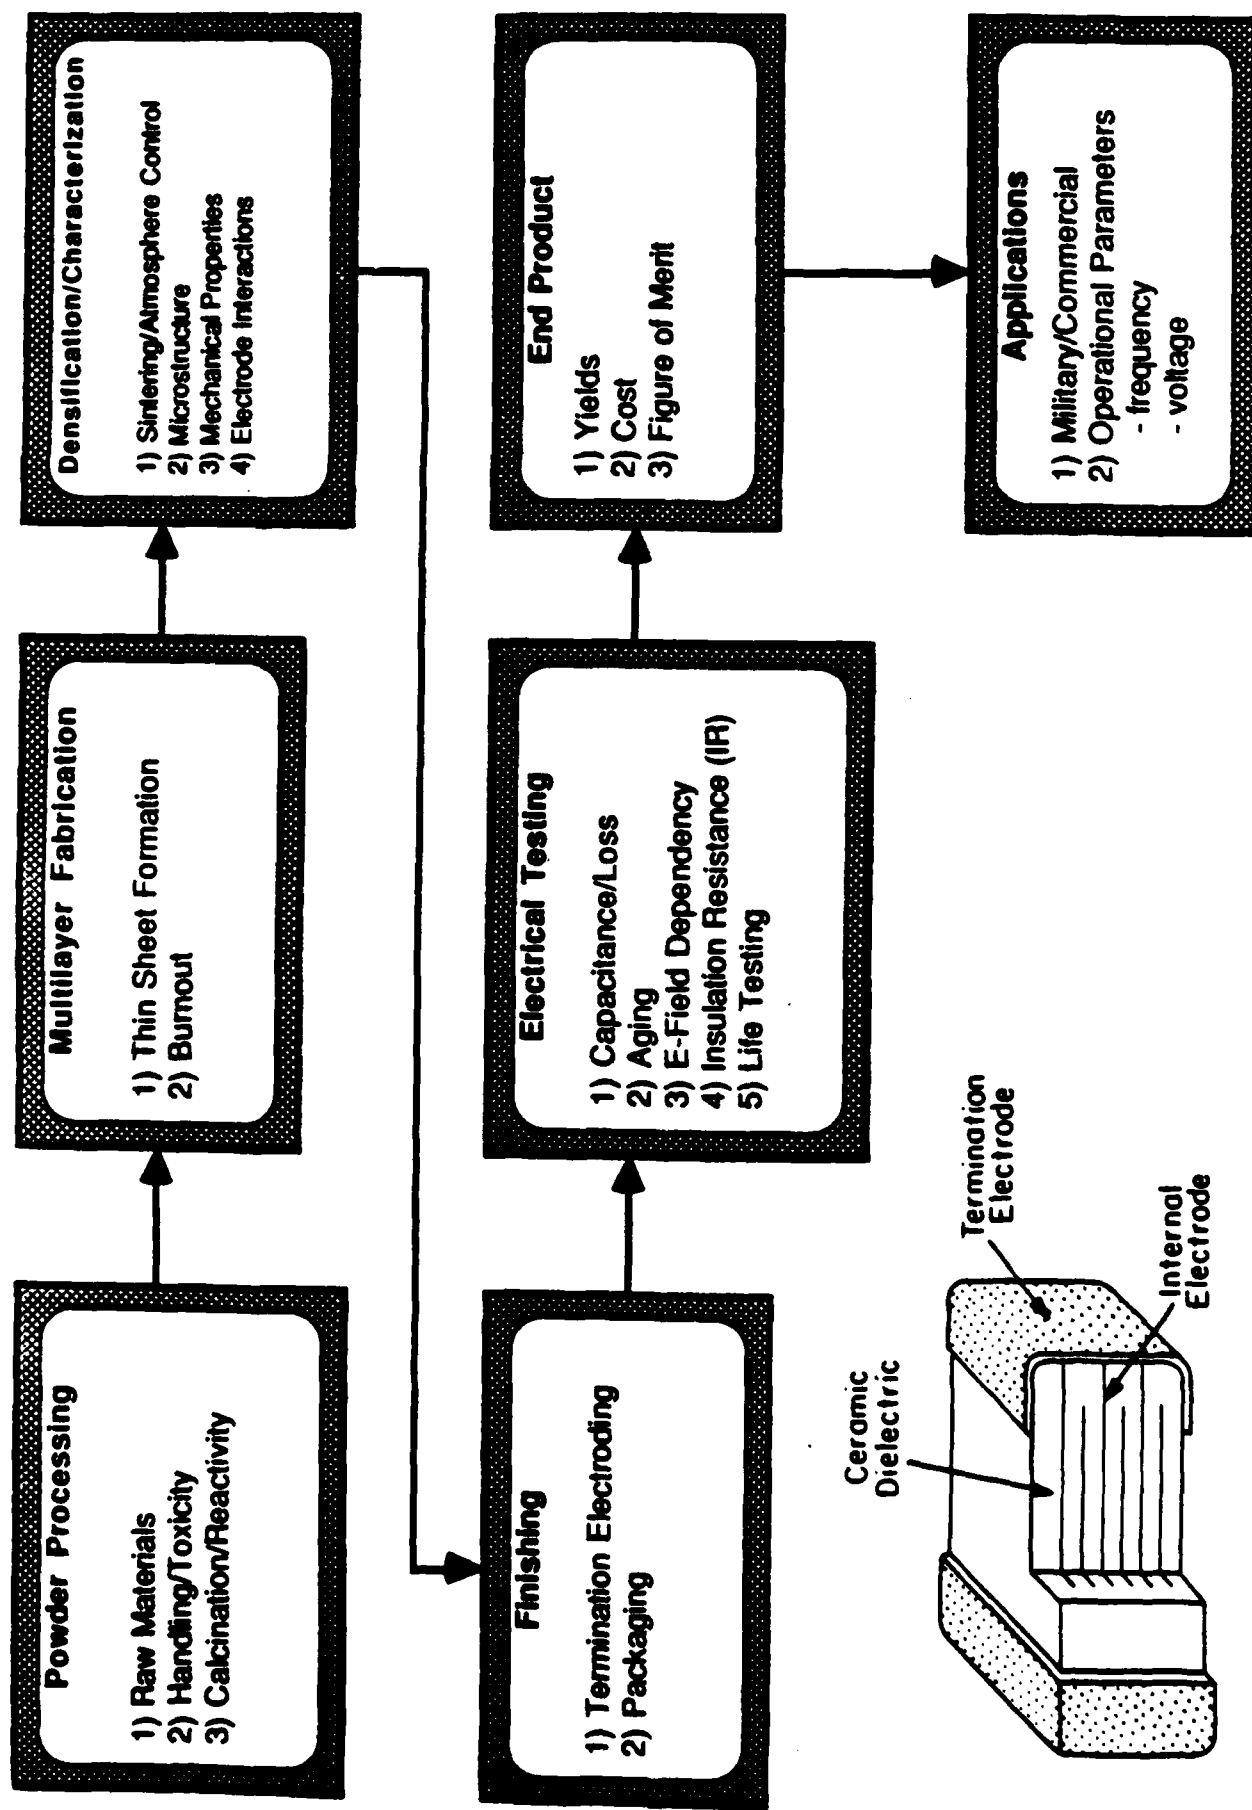 Powder Processing
1) Raw Materials
2) Handling/Toxicity
3) Calcination/Reactivity
Multilayer Fabrication
1) Thin Sheet Formation
2) Burnout
Densification/Characterization
1) Sintering/Atmosphere Control
2) Microstructure
3) Mechanical Properties
4) Electrode Interactions
Finishing
1) Termination Electroding
2) Packaging
Electrical Testing
1) Capacitance/Loss
2) Aging
3) E-Field Dependency
4) Insulation Resistance (IR)
5) Life Testing
End Product
1) Yields
2) Cost
3) Figure of Merit
Applications
1) Military/Commercial
2) Operational Parameters
- frequency
- voltage
Ceramic
Dielectric
Termination
Electrode
Internal
Electrode